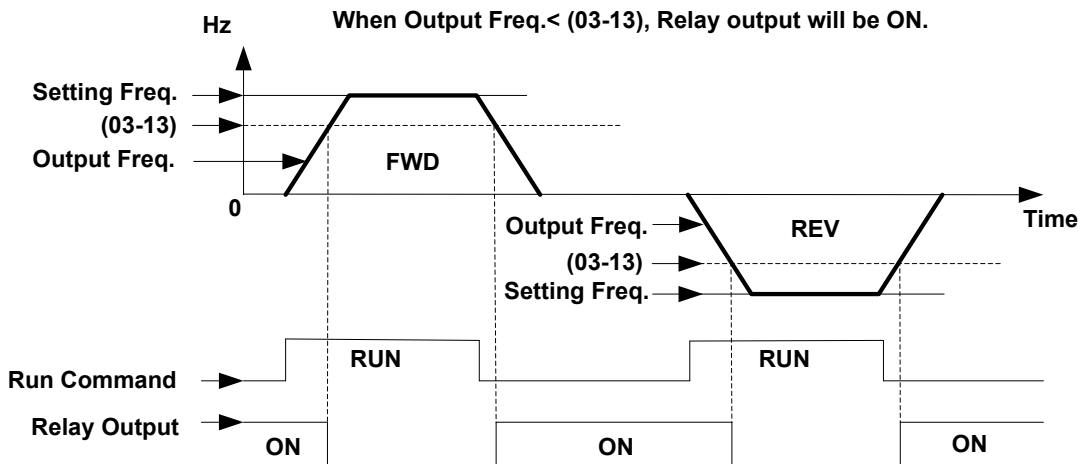 When Output Freq.< (03-13), Relay output will be ON.
Hz
Setting Freq.
(03-13)
Output Freq.
FWD
0
Time
Output Freq.
REV
(03-13)
Setting Freq.
RUN
RUN
Run Command
Relay Output
ON
ON
ON